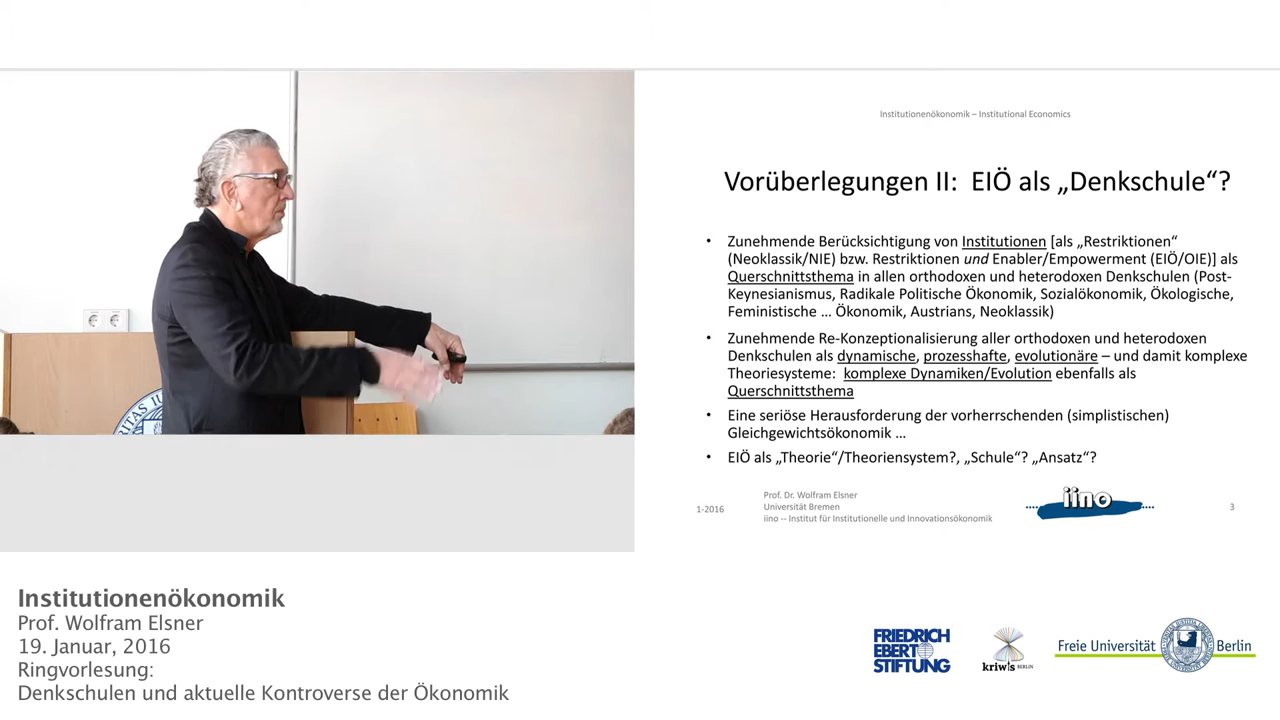 Institutionenökonomik – Institutional Economics
Vorüberlegungen II: EIÖ als „Denkschule“?
• Zunehmende Berücksichtigung von Institutionen [als „Restriktionen“
(Neoklassik/NIE) bzw. Restriktionen und Enabler/Empowerment (EIÖ/OIE)] als
Querschnittsthema in allen orthodoxen und heterodoxen Denkschulen (Post-
Keynesianismus, Radikale Politische Ökonomik, Sozialökonomik, Ökologische,
Feministische … Ökonomik, Austrians, Neoklassik)
• Zunehmende Re-Konzeptionalisierung aller orthodoxen und heterodoxen
Denkschulen als dynamische, prozesshafte, evolutionäre – und damit komplexe
Theoriesysteme: komplexe Dynamiken/Evolution ebenfalls als
Querschnittsthema
• Eine seriöse Herausforderung der vorherrschenden (simplistischen)
Gleichgewichtsökonomik …
• EIÖ als „Theorie“/Theoriensystem?, „Schule“? „Ansatz“?
1-2016
Prof. Dr. Wolfram Elsner
Universität Bremen
iino -- Institut für Institutionelle und Innovationsökonomik
iino
3
Institutionenökonomik
Prof. Wolfram Elsner
19. Januar, 2016
Ringvorlesung:
Denkschulen und aktuelle Kontroverse der Ökonomik
FRIEDRICH
EBERT
STIFTUNG
kriwis BERLIN
Freie Universität Berlin